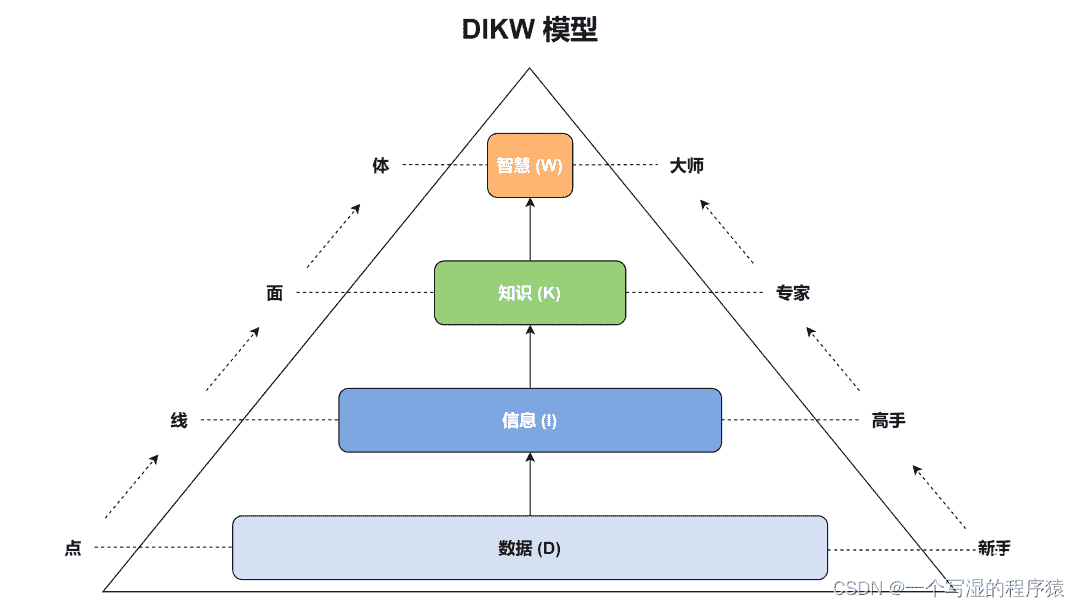 DIKW 模型
体 智慧 (W) 大师
面 知识 (K) 专家
线 信息 (I) 高手
点 数据 (D) 新手
CSDN @一个写湿的程序猿